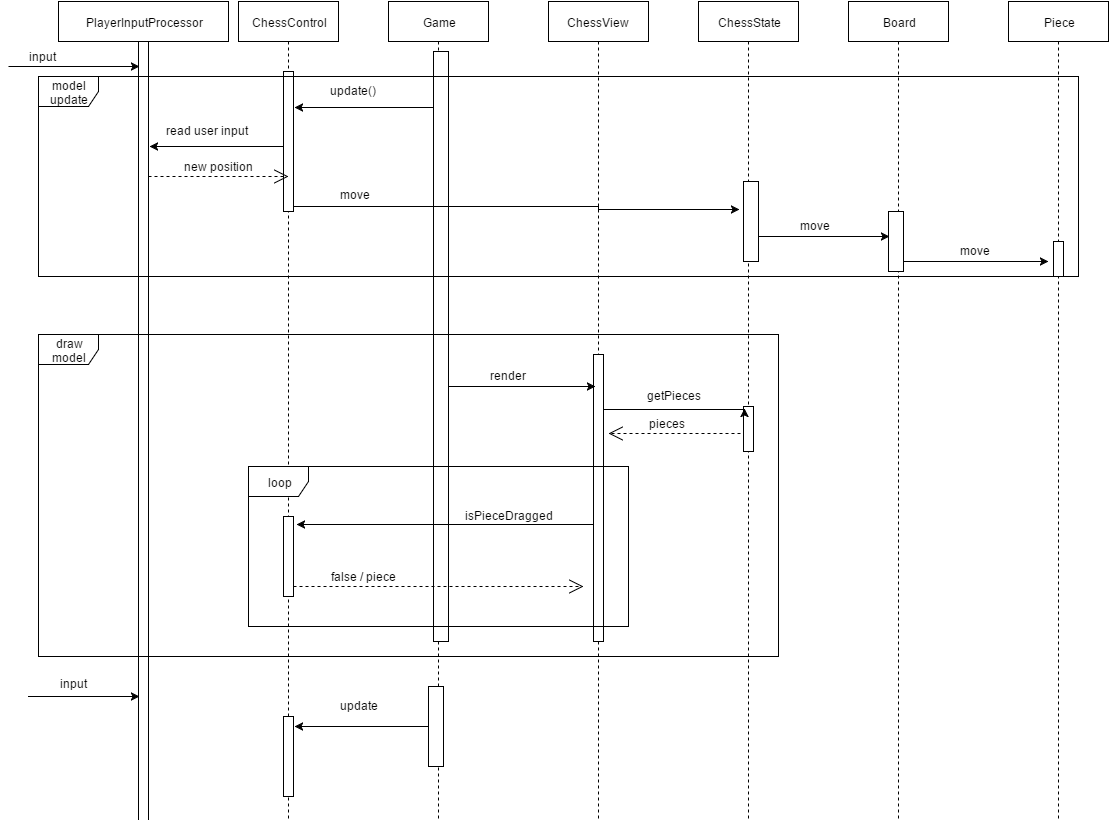 PlayerInputProcessor
ChessControl
Game
ChessView
ChessState
Board
Piece
input
model
update
update()
read user input
new position
move
move
move
draw
model
render
getPieces
pieces
loop
isPieceDragged
false / piece
input
update